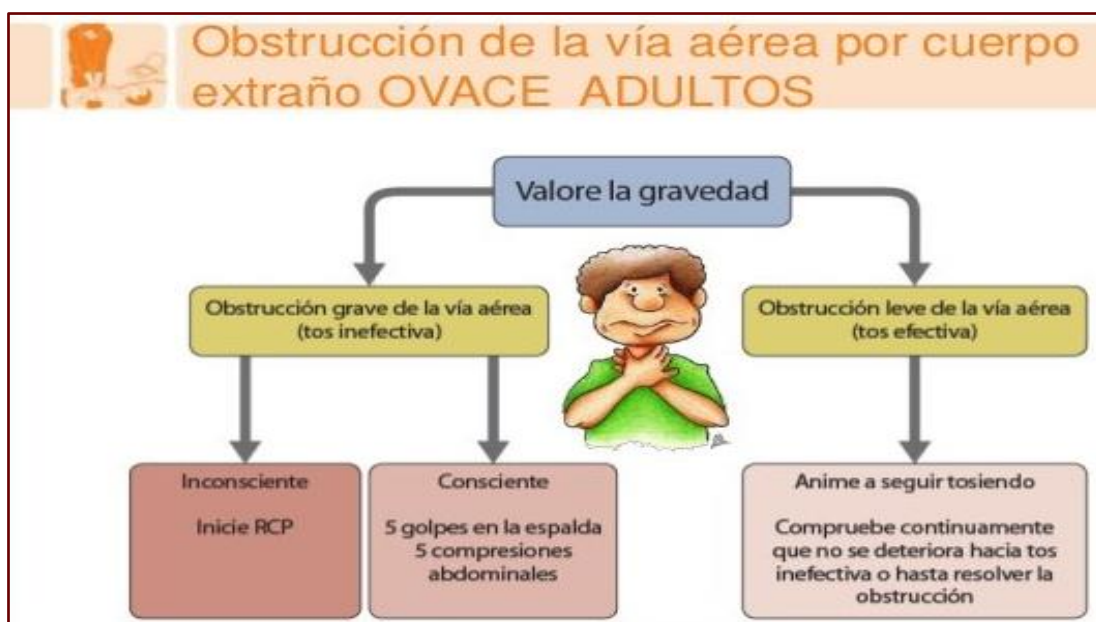 Obstrucción de la vía aérea por cuerpo
extraño OVACE ADULTOS
Valore la gravedad
Obstrucción grave de la vía aérea
(tos inefectiva)
Obstrucción leve de la vía aérea
(tos efectiva)
Inconsciente
Inicie RCP
Consciente
5 golpes en la espalda
5 compresiones
abdominales
Anime a seguir tosiendo
Compruebe continuamente
que no se deteriora hacia tos
inefectiva o hasta resolver la
obstrucción